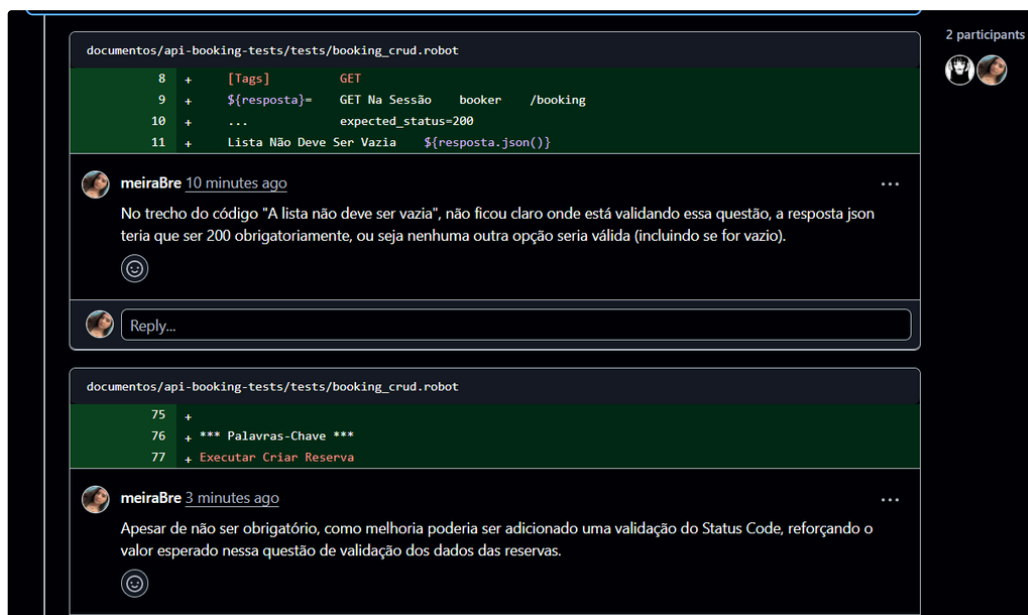 2 participants
documentos/api-booking-tests/tests/booking_crud.robot
8 + [Tags] GET
9 + ${resposta}= GET Na Sessão booker /booking
10 + ... expected_status=200
11 + Lista Não Deve Ser Vazia ${resposta.json()}
meiraBre 10 minutes ago
No trecho do código "A lista não deve ser vazia", não ficou claro onde está validando essa questão, a resposta json
teria que ser 200 obrigatoriamente, ou seja nenhuma outra opção seria válida (incluindo se for vazio).
Reply...
documentos/api-booking-tests/tests/booking_crud.robot
75 +
76 + *** Palavras-Chave ***
77 + Executar Criar Reserva
meiraBre 3 minutes ago
Apesar de não ser obrigatório, como melhoria poderia ser adicionado uma validação do Status Code, reforçando o
valor esperado nessa questão de validação dos dados das reservas.